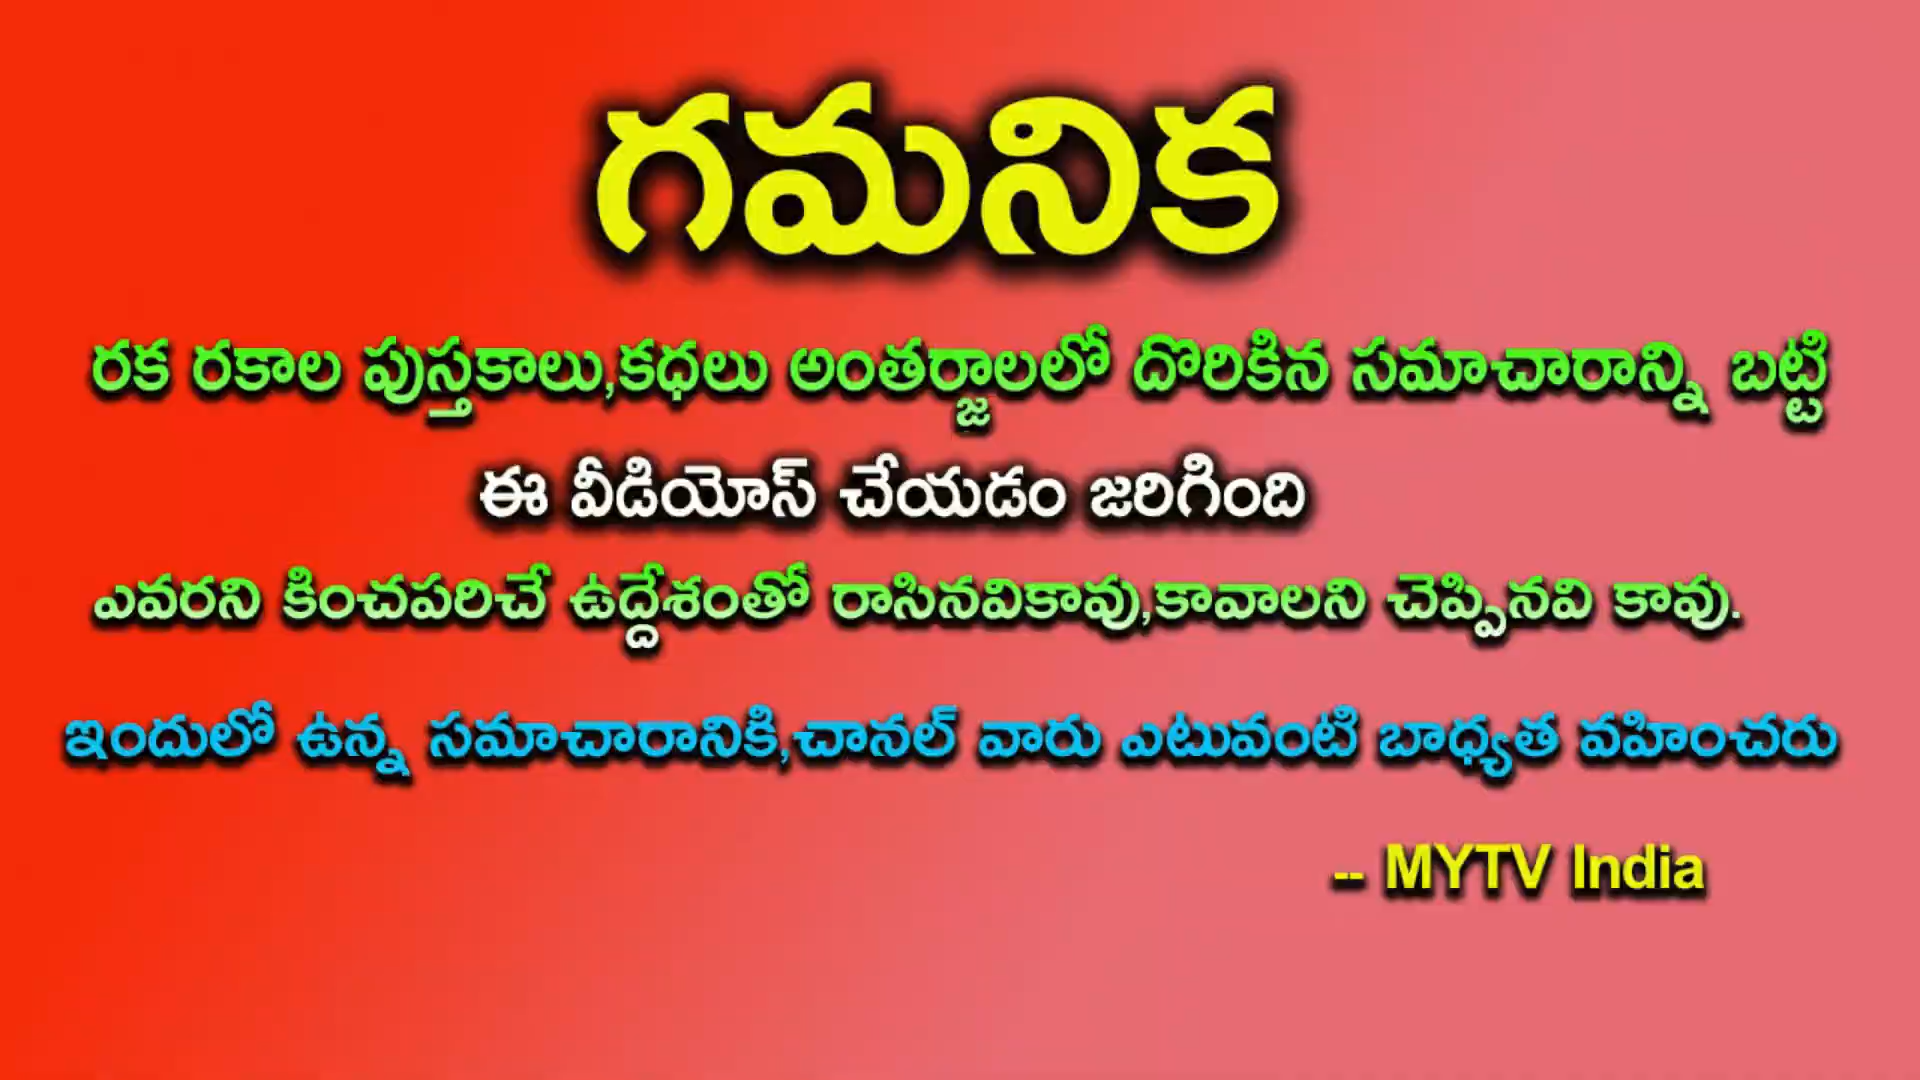 గమనిక
రక రకాల పుస్తకాలు,కధలు అంతర్జాలలో దొరికిన సమాచారాన్ని బట్టి
ఈ వీడియోస్ చేయడం జరిగింది
ఎవరని కించపరిచే ఉద్దేశంతో రాసినవికావు,కావాలని చెప్పినవి కావు.
ఇందులో ఉన్న సమాచారానికి,చానల్ వారు ఎటువంటి బాధ్యత వహించరు
-- MYTV India